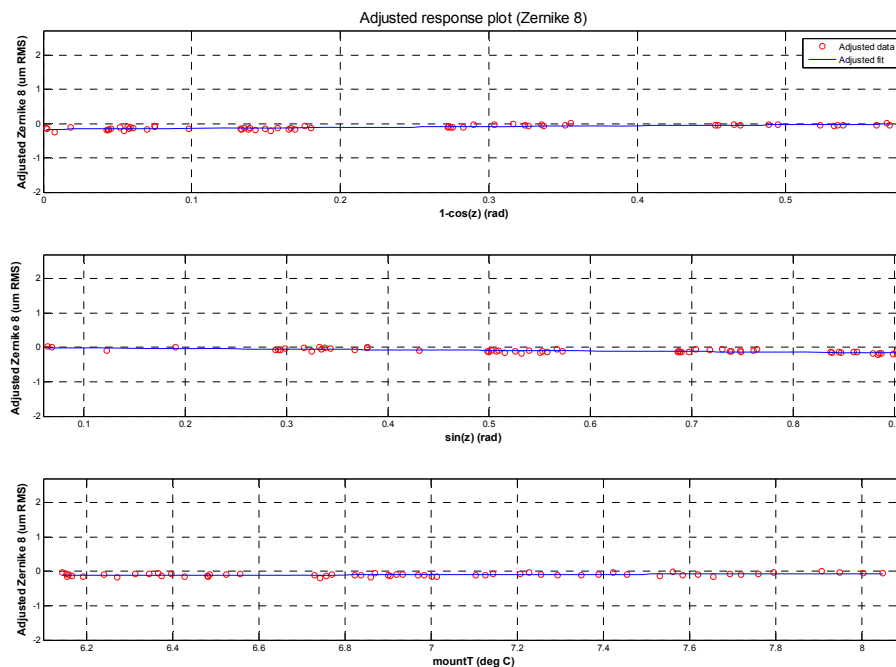 Adjusted response plot (Zernike 8)
Adjusted data
Adjusted fit
Adjusted Zernike 8 (um RMS)
2
1
0
-1
-2
0 0.1 0.2 0.3 0.4 0.5
1-cos(z) (rad)
Adjusted Zernike 8 (um RMS)
2
1
0
-1
-2
0.1 0.2 0.3 0.4 0.5 0.6 0.7 0.8
sin(z) (rad)
Adjusted Zernike 8 (um RMS)
2
1
0
-1
-2
6.2 6.4 6.6 6.8 7 7.2 7.4 7.6 7.8 8
mountT (deg C)